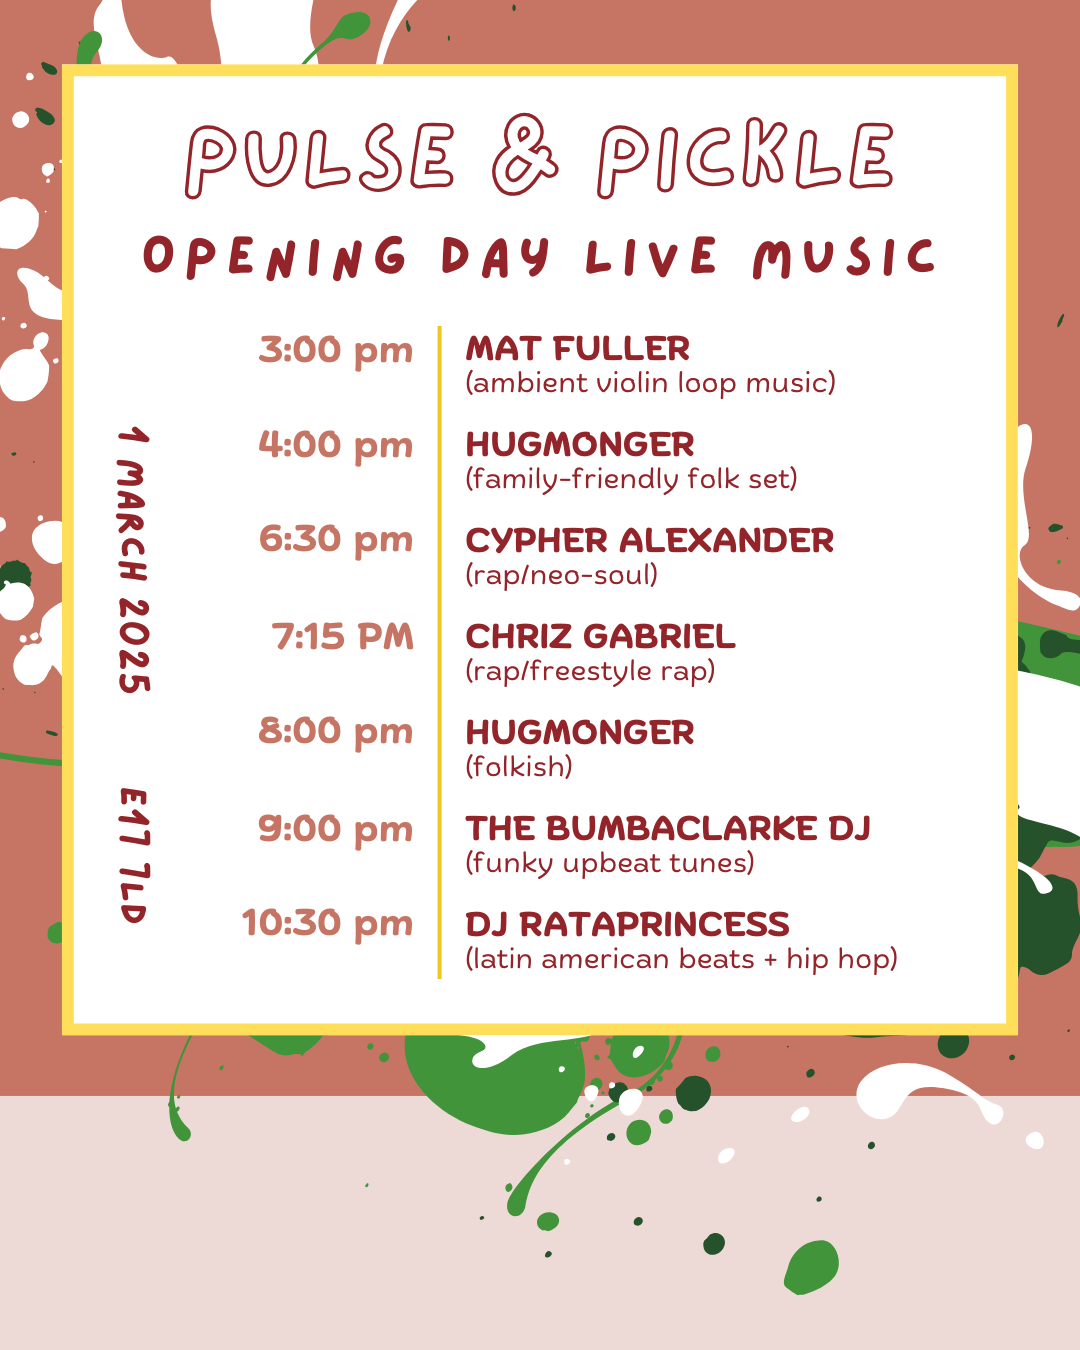 PULSE & PICKLE
OPENING DAY LIVE MUSIC
1 MARCH 2025
E17 7LD
3:00 pm
MAT FULLER
(ambient violin loop music)
4:00 pm
HUGMONGER
(family-friendly folk set)
6:30 pm
CYPHER ALEXANDER
(rap/neo-soul)
7:15 PM
CHRIZ GABRIEL
(rap/freestyle rap)
8:00 pm
HUGMONGER
(folkish)
9:00 pm
THE BUMBACLARKE DJ
(funky upbeat tunes)
10:30 pm
DJ RATAPRINCESS
(latin american beats + hip hop)